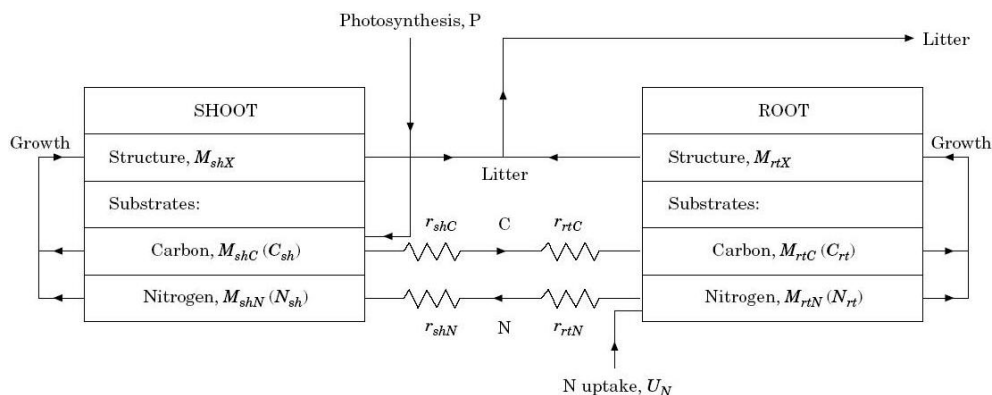 Photosynthesis, P
Litter
SHOOT
ROOT
Growth
Structure, M_shX
Litter
Structure, M_rtX
Growth
Substrates:
Substrates:
r_shC
C
r_rtC
Carbon, M_shC (C_sh)
Carbon, M_rtC (C_rt)
Nitrogen, M_shN (N_sh)
Nitrogen, M_rtN (N_rt)
r_shN
N
r_rtN
N uptake, U_N